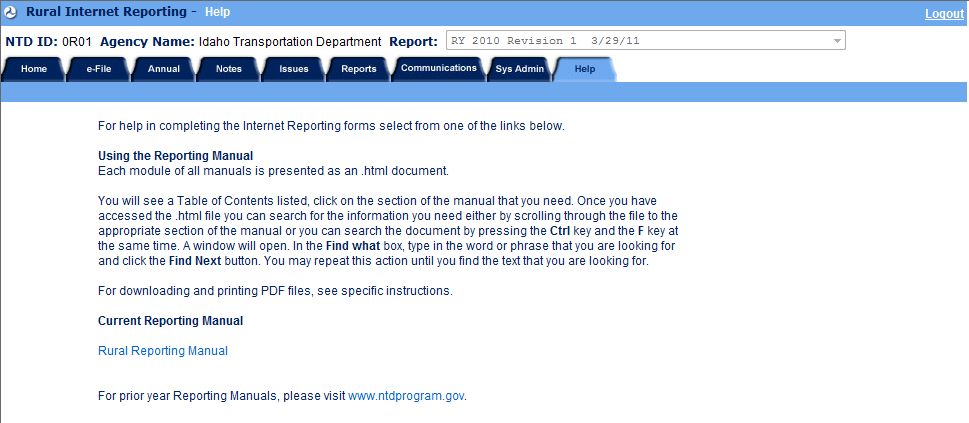 Rural Internet Reporting - Help
Logout
NTD ID: 0R01 Agency Name: Idaho Transportation Department Report: RY 2010 Revision 1 3/29/11
Home e-File Annual Notes Issues Reports Communications Sys Admin Help
For help in completing the Internet Reporting forms select from one of the links below.
Using the Reporting Manual
Each module of all manuals is presented as an .html document.
You will see a Table of Contents listed, click on the section of the manual that you need. Once you have
accessed the .html file you can search for the information you need either by scrolling through the file to the
appropriate section of the manual or you can search the document by pressing the Ctrl key and the F key at
the same time. A window will open. In the Find what box, type in the word or phrase that you are looking for
and click the Find Next button. You may repeat this action until you find the text that you are looking for.
For downloading and printing PDF files, see specific instructions.
Current Reporting Manual
Rural Reporting Manual
For prior year Reporting Manuals, please visit www.ntdprogram.gov.